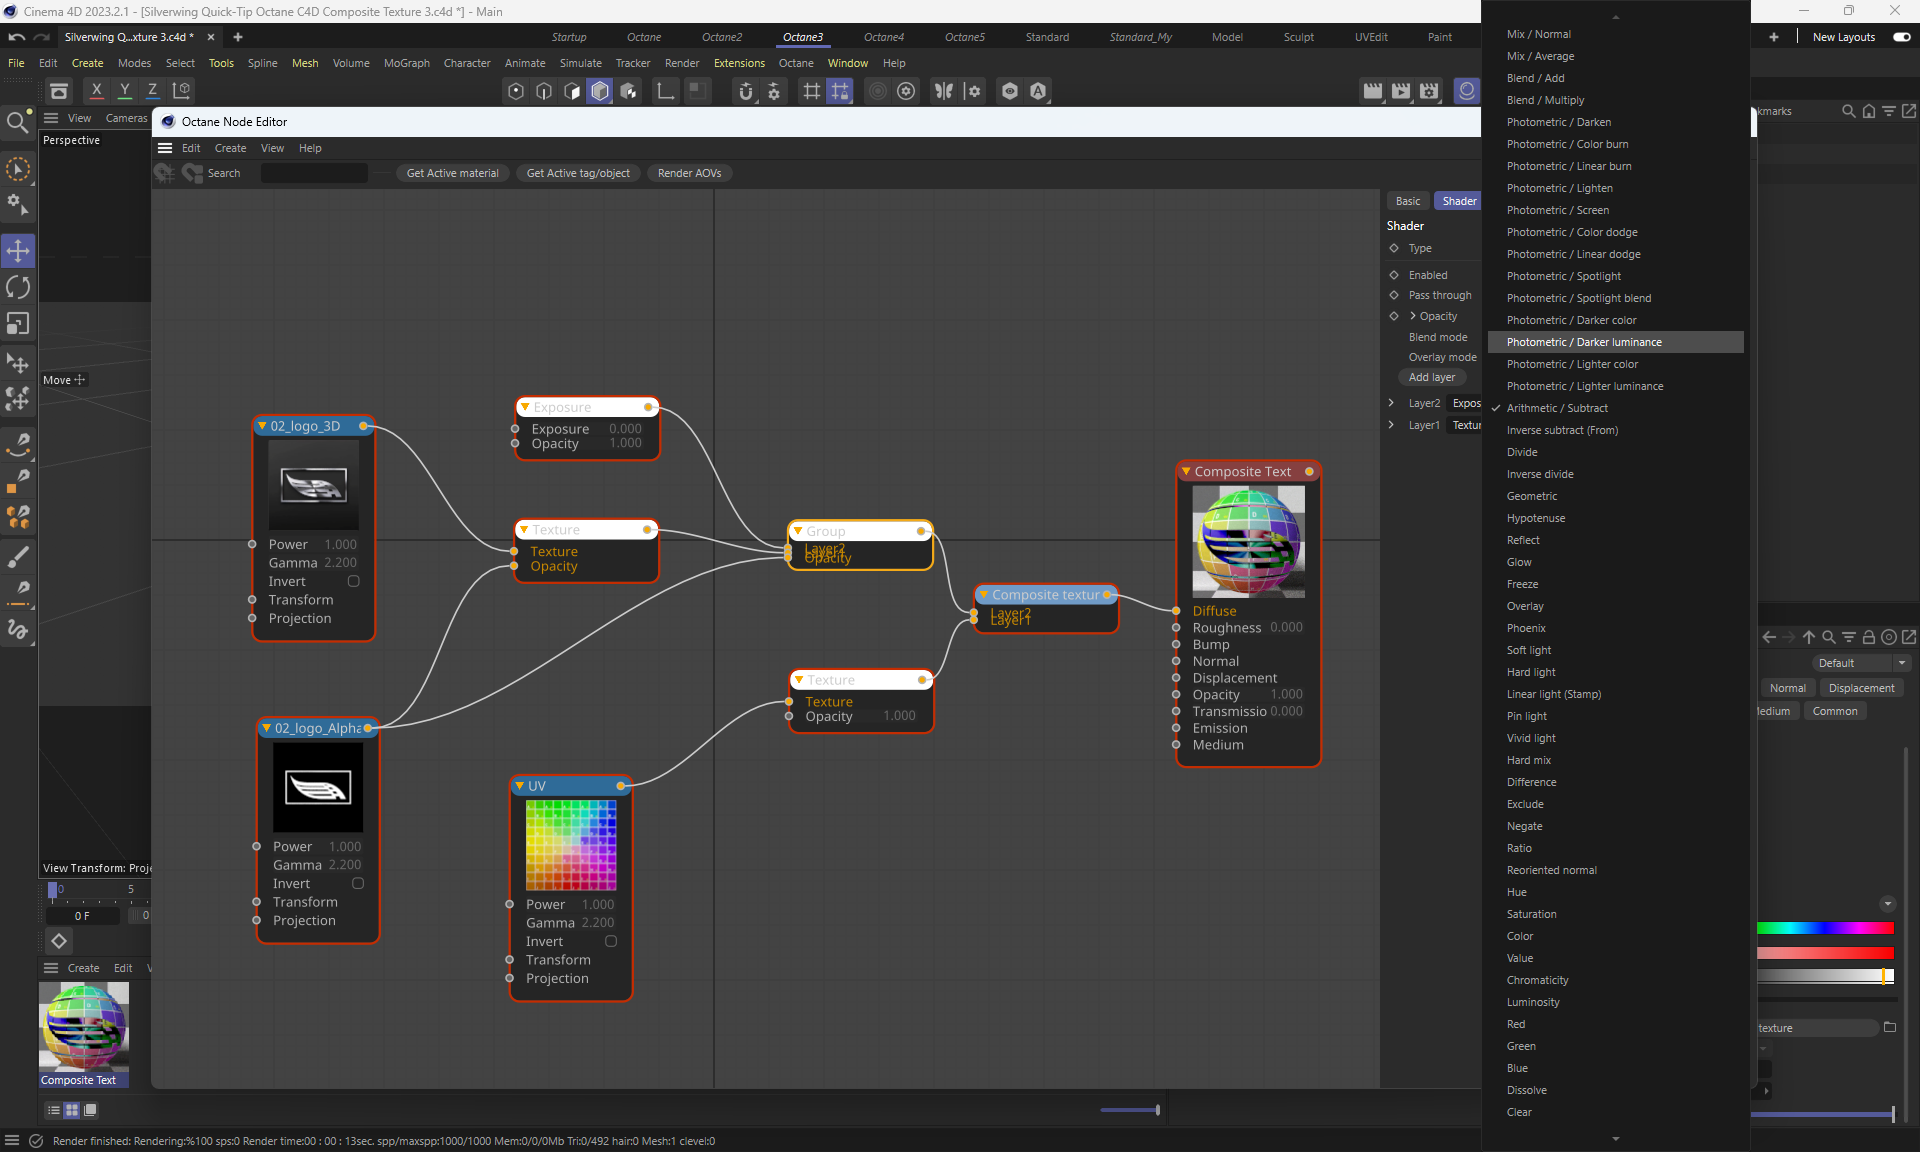 Cinema 4D 2023.2.1 - [Silverwing Quick-Tip Octane C4D Composite Texture 3.c4d *] - Main
Silverwing Q...xture 3.c4d *
Startup
Octane
Octane2
Octane3
Octane4
Octane5
Standard
Standard_My
Model
Sculpt
UVEdit
Paint
New Layouts
File
Edit
Create
Modes
Select
Tools
Spline
Mesh
Volume
MoGraph
Character
Animate
Simulate
Tracker
Render
Extensions
Octane
Window
Help
X
Y
Z
View
Cameras
Perspective
Move
View Transform: Proje
0
5
0 F
0
Create
Edit
Composite Text
Octane Node Editor
Edit
Create
View
Help
Search
Get Active material
Get Active tag/object
Render AOVs
02_logo_3D
Power 1.000
Gamma 2.200
Invert
Transform
Projection
Exposure
Exposure 0.000
Opacity 1.000
Texture
Texture
Opacity
Group
Layer2
Opacity
02_logo_Alpha
Power 1.000
Gamma 2.200
Invert
Transform
Projection
UV
Power 1.000
Gamma 2.200
Invert
Transform
Projection
Texture
Texture
Opacity 1.000
Composite textur
Layer2
Layer1
Composite Text
Diffuse
Roughness 0.000
Bump
Normal
Displacement
Opacity 1.000
Transmissio 0.000
Emission
Medium
Basic
Shader
Shader
Type
Enabled
Pass through
Opacity
Blend mode
Overlay mode
Add layer
Layer2 Expos
Layer1 Textur
Mix / Normal
Mix / Average
Blend / Add
Blend / Multiply
Photometric / Darken
Photometric / Color burn
Photometric / Linear burn
Photometric / Lighten
Photometric / Screen
Photometric / Color dodge
Photometric / Linear dodge
Photometric / Spotlight
Photometric / Spotlight blend
Photometric / Darker color
Photometric / Darker luminance
Photometric / Lighter color
Photometric / Lighter luminance
Arithmetic / Subtract
Inverse subtract (From)
Divide
Inverse divide
Geometric
Hypotenuse
Reflect
Glow
Freeze
Overlay
Phoenix
Soft light
Hard light
Linear light (Stamp)
Pin light
Vivid light
Hard mix
Difference
Exclude
Negate
Ratio
Reoriented normal
Hue
Saturation
Color
Value
Chromaticity
Luminosity
Red
Green
Blue
Dissolve
Clear
kmarks
Default
Normal
Displacement
ledium
Common
texture
Render finished: Rendering:%100 sps:0 Render time:00 : 00 : 13sec. spp/maxspp:1000/1000 Mem:0/0/0Mb Tri:0/492 hair:0 Mesh:1 clevel:0